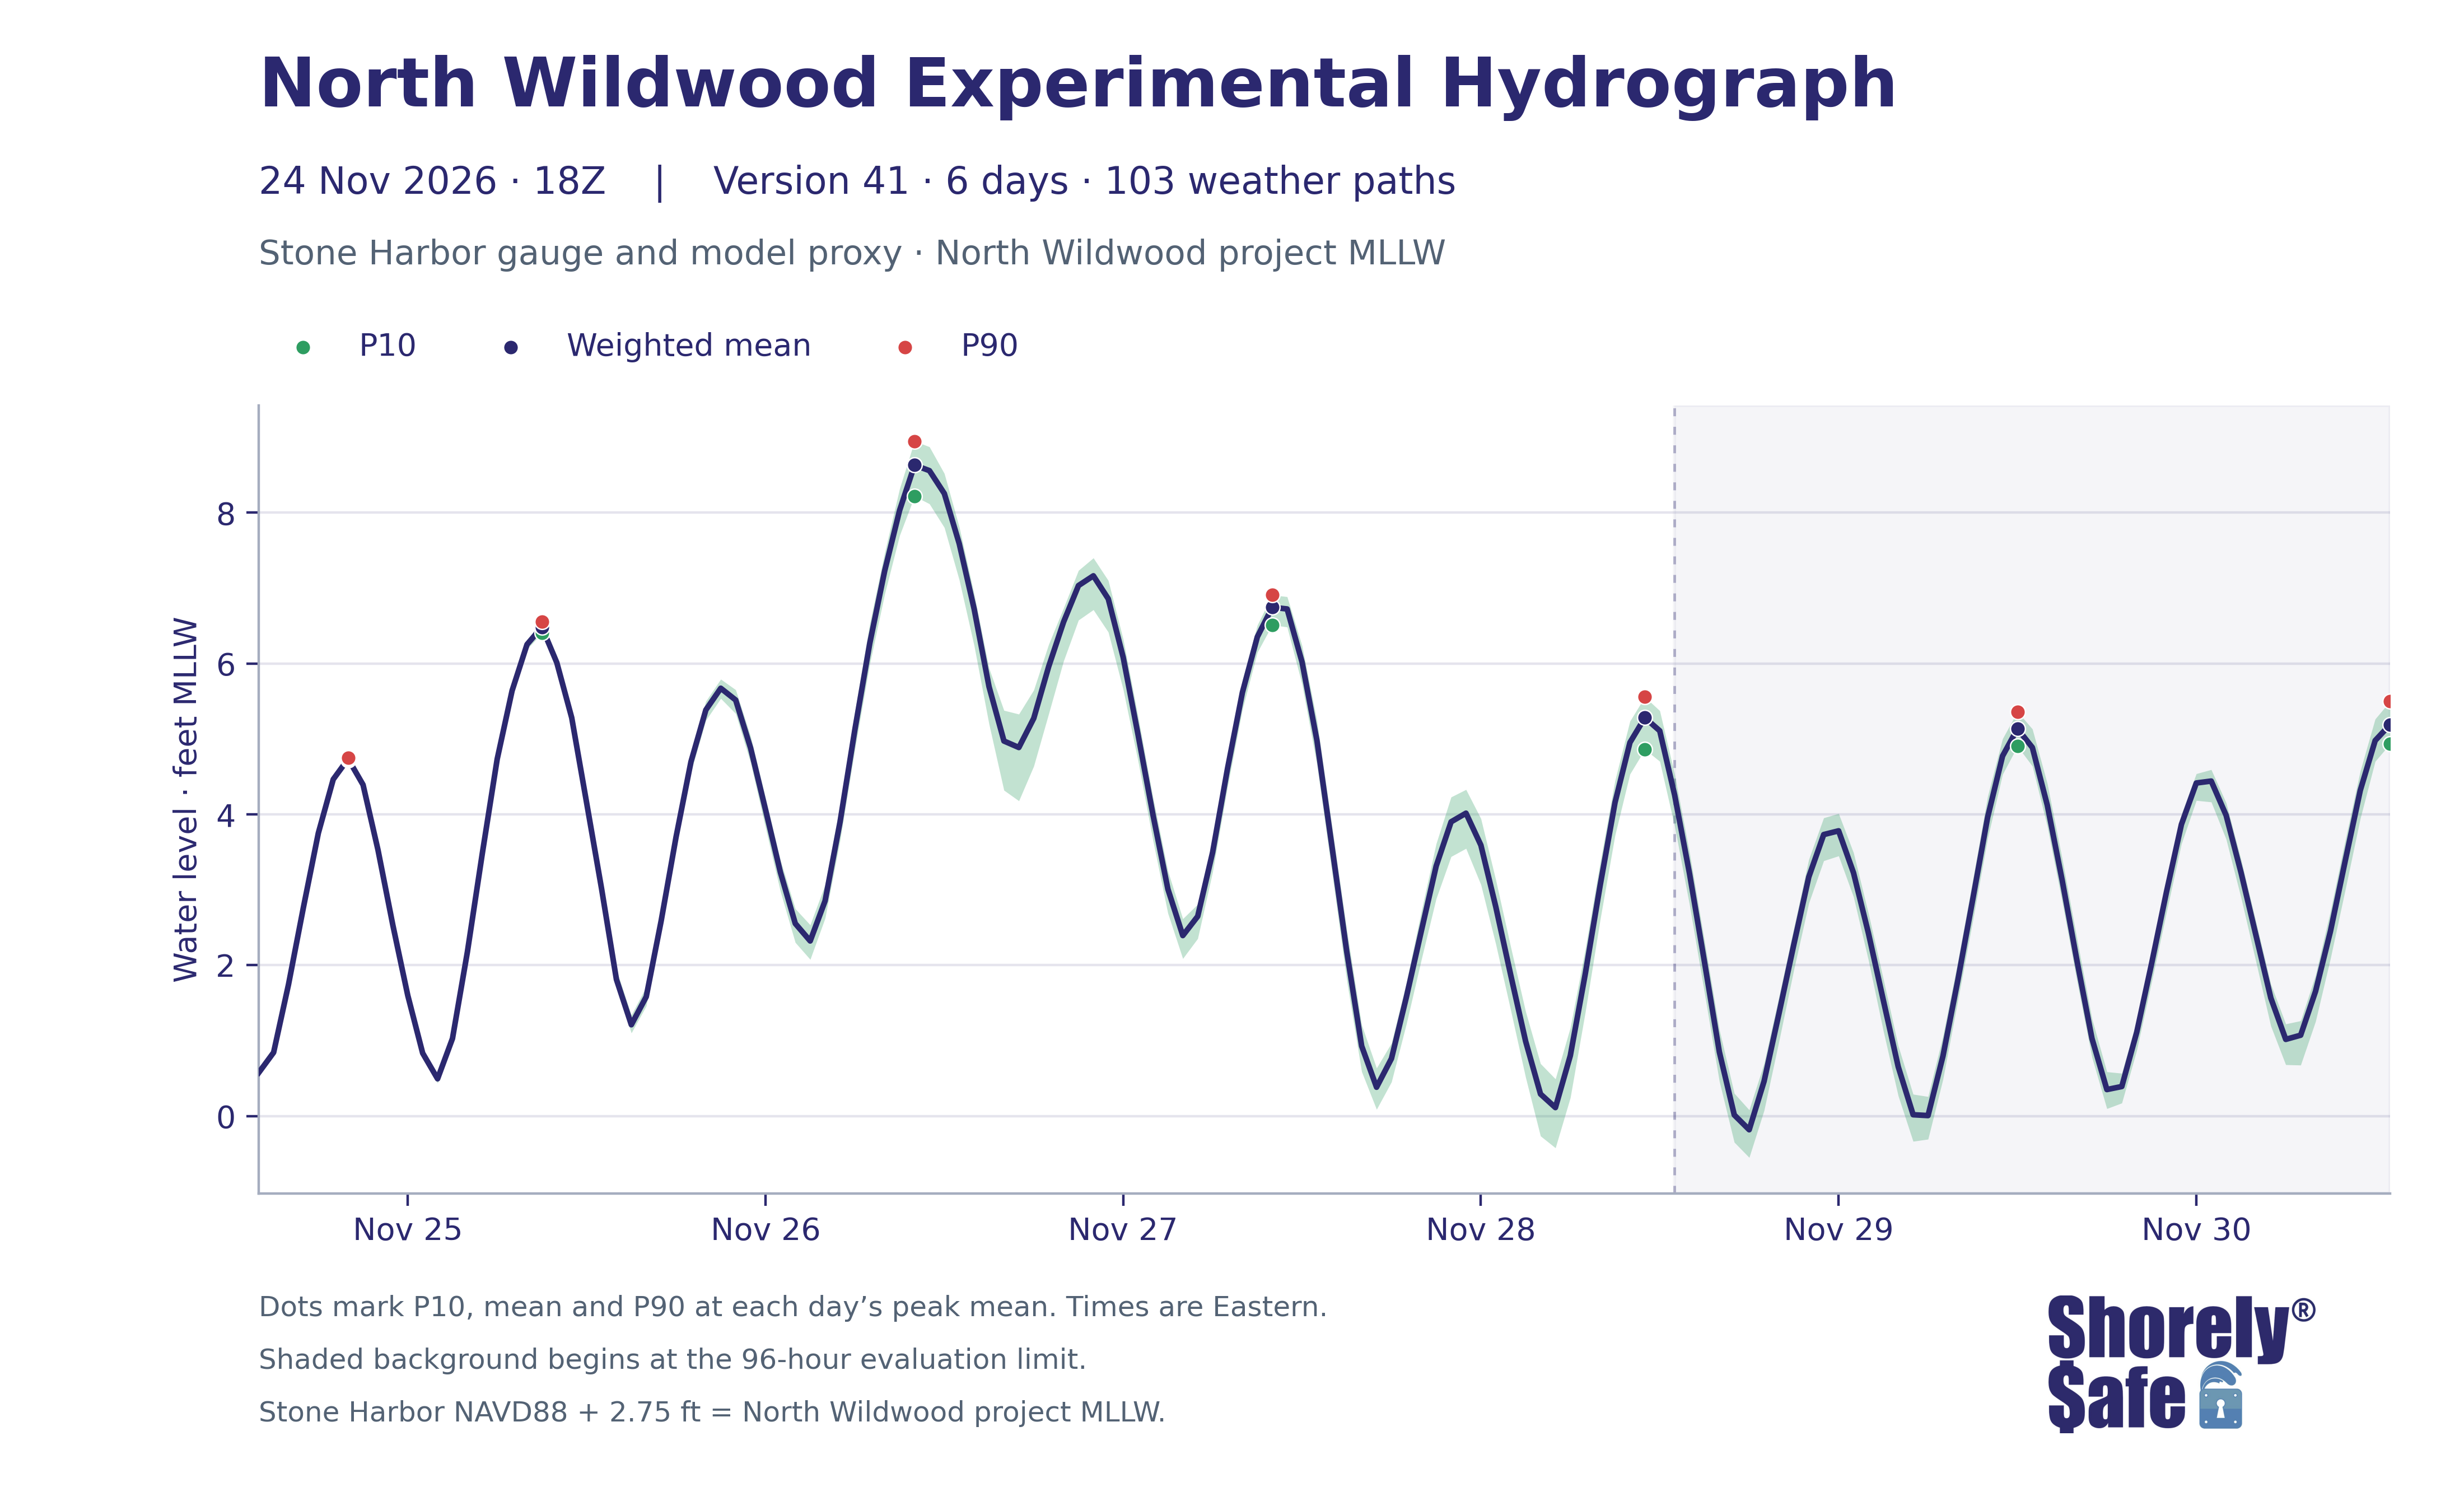 North Wildwood Experimental Hydrograph
24 Nov 2026 · 18Z | Version 41 · 6 days · 103 weather paths
Stone Harbor gauge and model proxy · North Wildwood project MLLW
P10 Weighted mean P90
Water level · feet MLLW
8
6
4
2
0
Nov 25 Nov 26 Nov 27 Nov 28 Nov 29 Nov 30
Dots mark P10, mean and P90 at each day’s peak mean. Times are Eastern.
Shaded background begins at the 96-hour evaluation limit.
Stone Harbor NAVD88 + 2.75 ft = North Wildwood project MLLW.
Shorely®
$afe